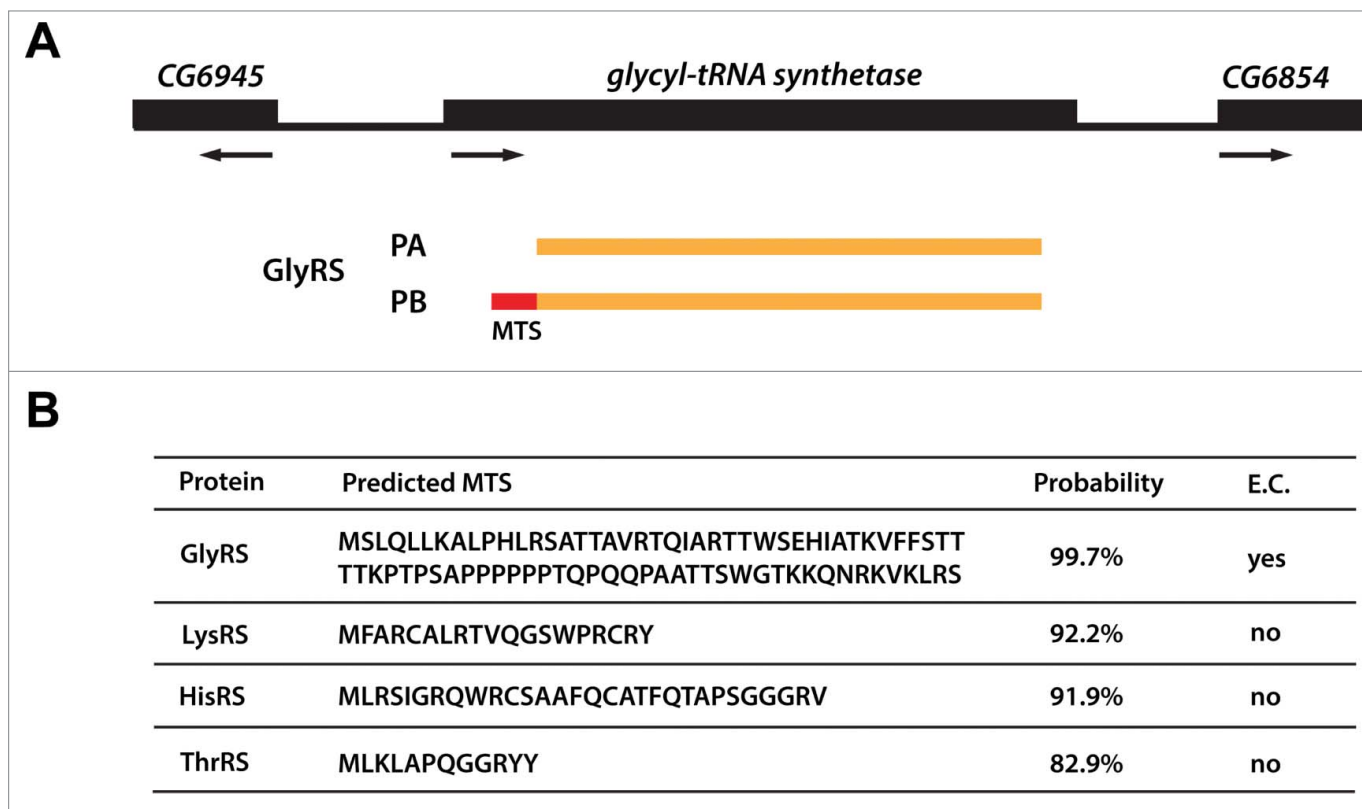 A
CG6945 glycyl-tRNA synthetase CG6854
PA
GlyRS
PB
MTS
B
Protein Predicted MTS Probability E.C.
GlyRS MSLQLLKALPHLRSATTAVRTQIARTTWSEHIATKVFFSTT 99.7% yes
TTKPTPSAPPPPPPTQPQQPAATTSWGTKKQNRKVKLRS
LysRS MFARCALRTVQGSWPRCRY 92.2% no
HisRS MLRSIGRQWRCSAAFQCATFQTAPSGGGRV 91.9% no
ThrRS MLKLAPQGGRYY 82.9% no